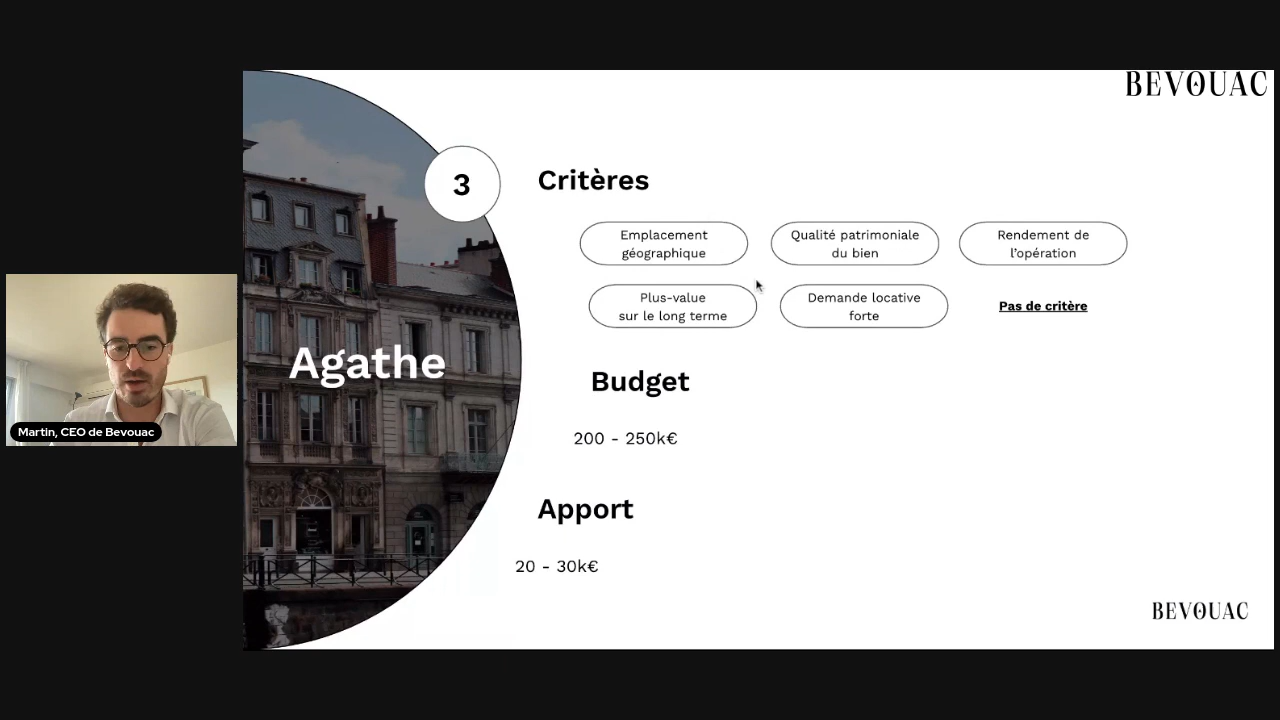 BEVOUAC
3
Critères
Emplacement
géographique
Qualité patrimoniale
du bien
Rendement de
l'opération
Plus-value
sur le long terme
Demande locative
forte
Pas de critère
Agathe
Budget
200 - 250k€
Martin, CEO de Bevouac
Apport
20 - 30k€
BEVOUAC